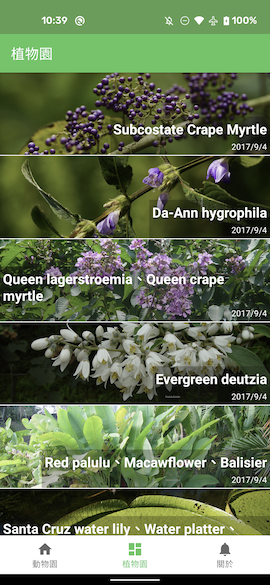 10:39
100%
植物園
Subcostate Crape Myrtle
2017/9/4
Da-Ann hygrophila
2017/9/4
Queen lagerstroemia、Queen crape
myrtle
2017/9/4
Evergreen deutzia
2017/9/4
Red palulu、Macawflower、Balisier
2017/9/4
Santa Cruz water lily、Water platter、
動物園
植物園
關於